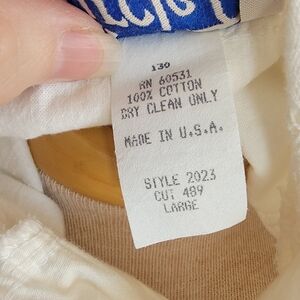 130
RN 60531
100% COTTON
DRY CLEAN ONLY
MADE IN U.S.A.
STYLE 2023
CUT 489
LARGE